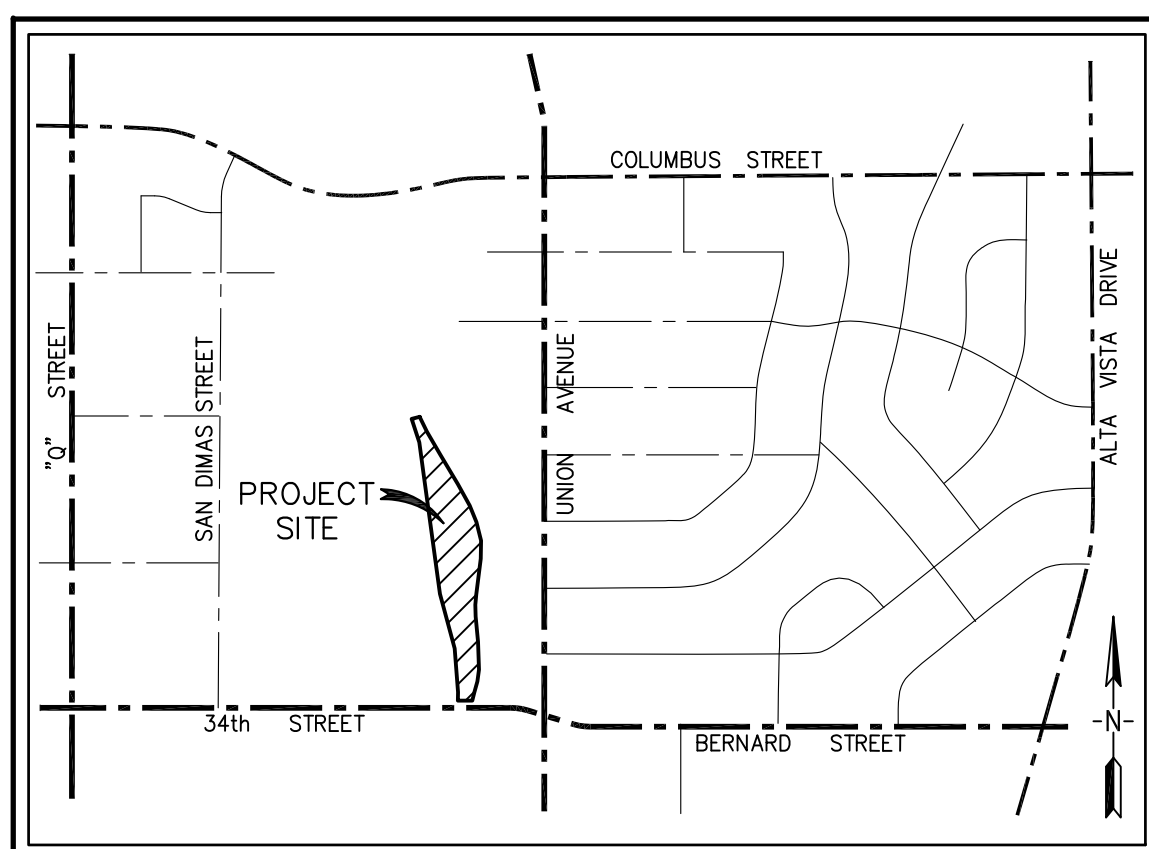 COLUMBUS STREET
"Q" STREET
SAN DIMAS STREET
UNION AVENUE
ALTA VISTA DRIVE
PROJECT
SITE
34th STREET
BERNARD STREET
-N-